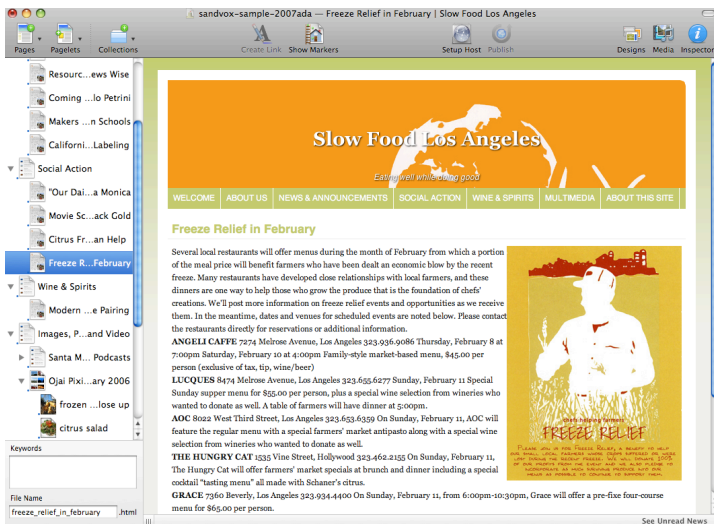 sandvox-sample-2007ada — Freeze Relief in February | Slow Food Los Angeles
Pages Pagelets Collections Create Link Show Markers Setup Host Publish Designs Media Inspector
Resourc...ews Wise
Coming ...lo Petrini
Makers ...n Schools
Californi...Labeling
Social Action
"Our Dai...a Monica
Movie Sc...ack Gold
Citrus Fr...an Help
Freeze R...February
Wine & Spirits
Modern ...e Pairing
Images, P...and Video
Santa M... Podcasts
Ojai Pixi...ary 2006
frozen ...lose up
citrus salad
Keywords
File Name
freeze_relief_in_february .html
Slow Food Los Angeles
Eating well while doing good
WELCOME ABOUT US NEWS & ANNOUNCEMENTS SOCIAL ACTION WINE & SPIRITS MULTIMEDIA ABOUT THIS SITE
Freeze Relief in February
Several local restaurants will offer menus during the month of February from which a portion
of the meal price will benefit farmers who have been dealt an economic blow by the recent
freeze. Many restaurants have developed close relationships with local farmers, and these
dinners are one way to help those who grow the produce that is the foundation of chefs'
creations. We'll post more information on freeze relief events and opportunities as we receive
them. In the meantime, dates and venues for scheduled events are noted below. Please contact
the restaurants directly for reservations or additional information.
ANGELI CAFFE 7274 Melrose Avenue, Los Angeles 323.936.9086 Thursday, February 8 at
7:00pm Saturday, February 10 at 4:00pm Family-style market-based menu, $45.00 per
person (exclusive of tax, tip, wine/beer)
LUCQUES 8474 Melrose Avenue, Los Angeles 323.655.6277 Sunday, February 11 Special
Sunday supper menu for $55.00 per person, plus a special wine selection from wineries who
wanted to donate as well. A table of farmers will have dinner at 5:00pm.
AOC 8022 West Third Street, Los Angeles 323.653.6359 On Sunday, February 11, AOC will
feature the regular menu with a special farmers' market antipasto along with a special wine
selection from wineries who wanted to donate as well.
THE HUNGRY CAT 1535 Vine Street, Hollywood 323.462.2155 On Sunday, February 11,
The Hungry Cat will offer farmers' market specials at brunch and dinner including a special
cocktail "tasting menu" all made with Schaner's citrus.
GRACE 7360 Beverly, Los Angeles 323.934.4400 On Sunday, February 11, from 6:00pm-10:30pm, Grace will offer a pre-fixe four-course
menu for $65.00 per person.
chefs helping farmers
FREEZE RELIEF
See Unread News